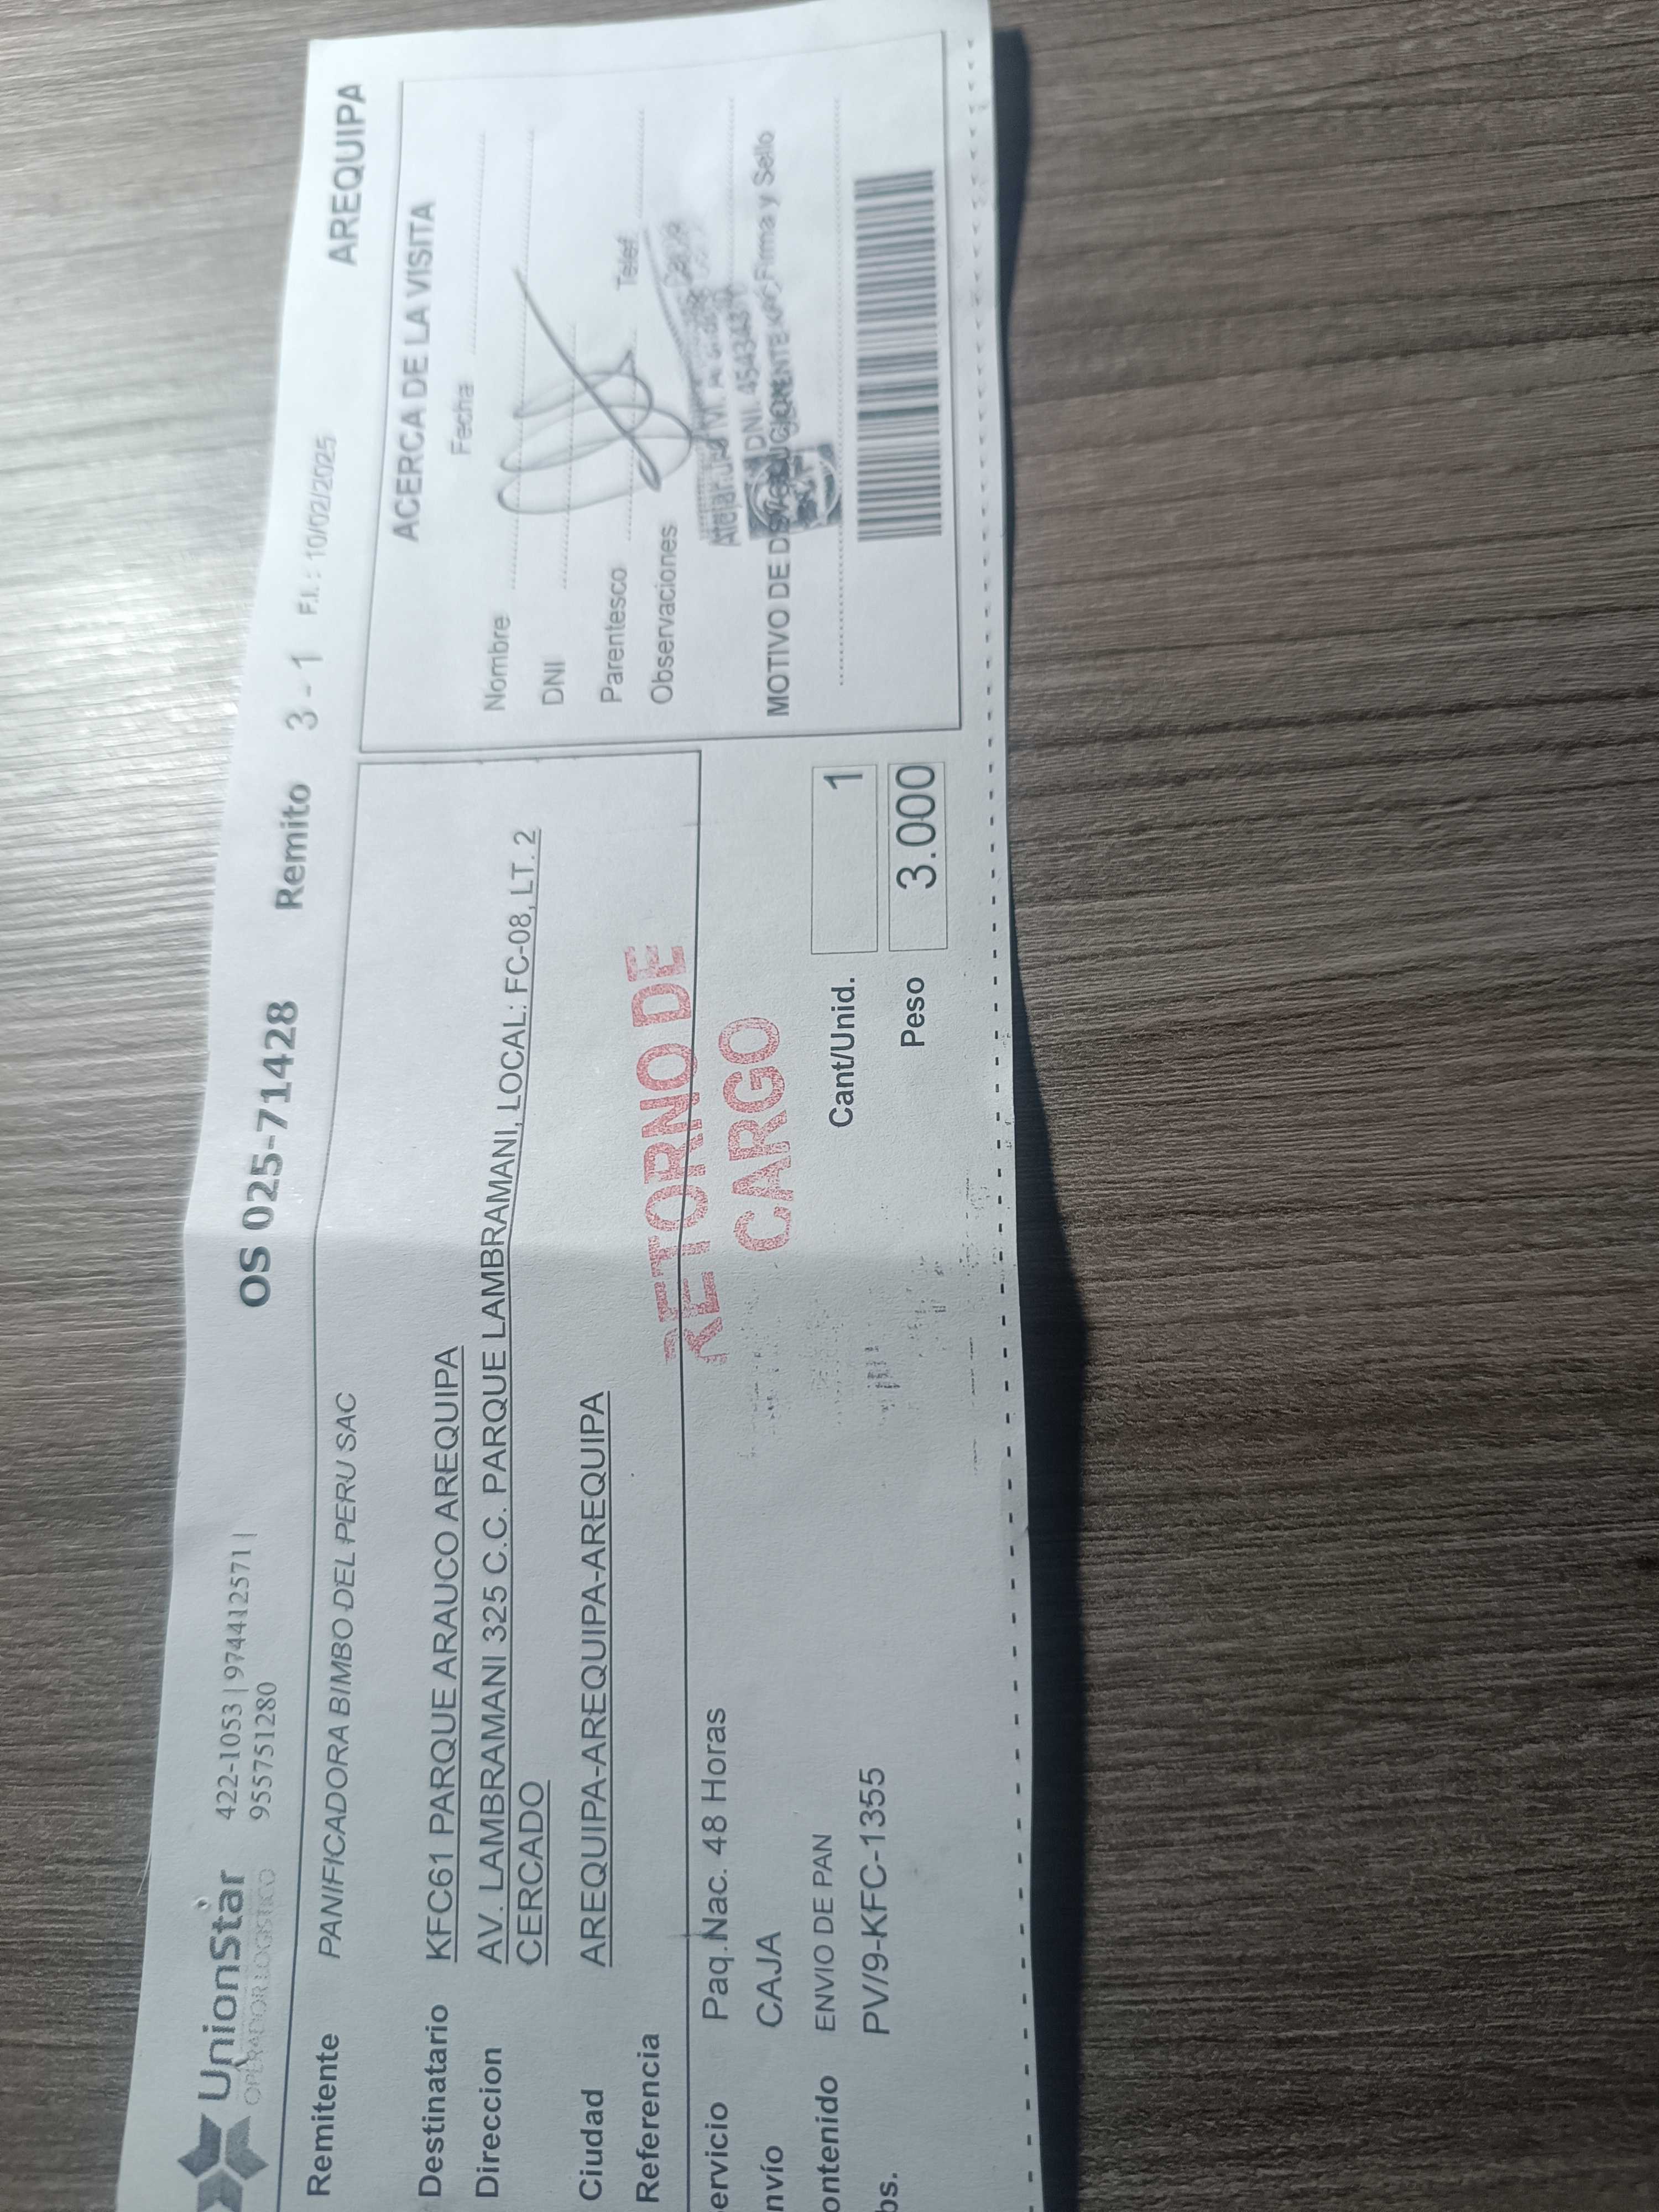 UnionStar
OPERADOR LOGISTICO
422-1053 | 974412571 |
955751280
OS 025-71428
Remito 3 - 1 F.I.: 10/02/2025
AREQUIPA
Remitente PANIFICADORA BIMBO DEL PERU SAC
Destinatario KFC61 PARQUE ARAUCO AREQUIPA
Direccion AV. LAMBRAMANI 325 C.C. PARQUE LAMBRAMANI, LOCAL: FC-08, LT. 2
CERCADO
Ciudad AREQUIPA-AREQUIPA-AREQUIPA
Referencia
RETORNO DE
CARGO
ervicio Paq.Nac. 48 Horas
nvío CAJA
ontenido ENVIO DE PAN
bs. PV/9-KFC-1355
Cant/Unid. 1
Peso 3.000
ACERCA DE LA VISITA
Fecha
Nombre
DNI
Parentesco Telef.
Observaciones
DNI. 45434341
MOTIVO DE
Firma y Sello